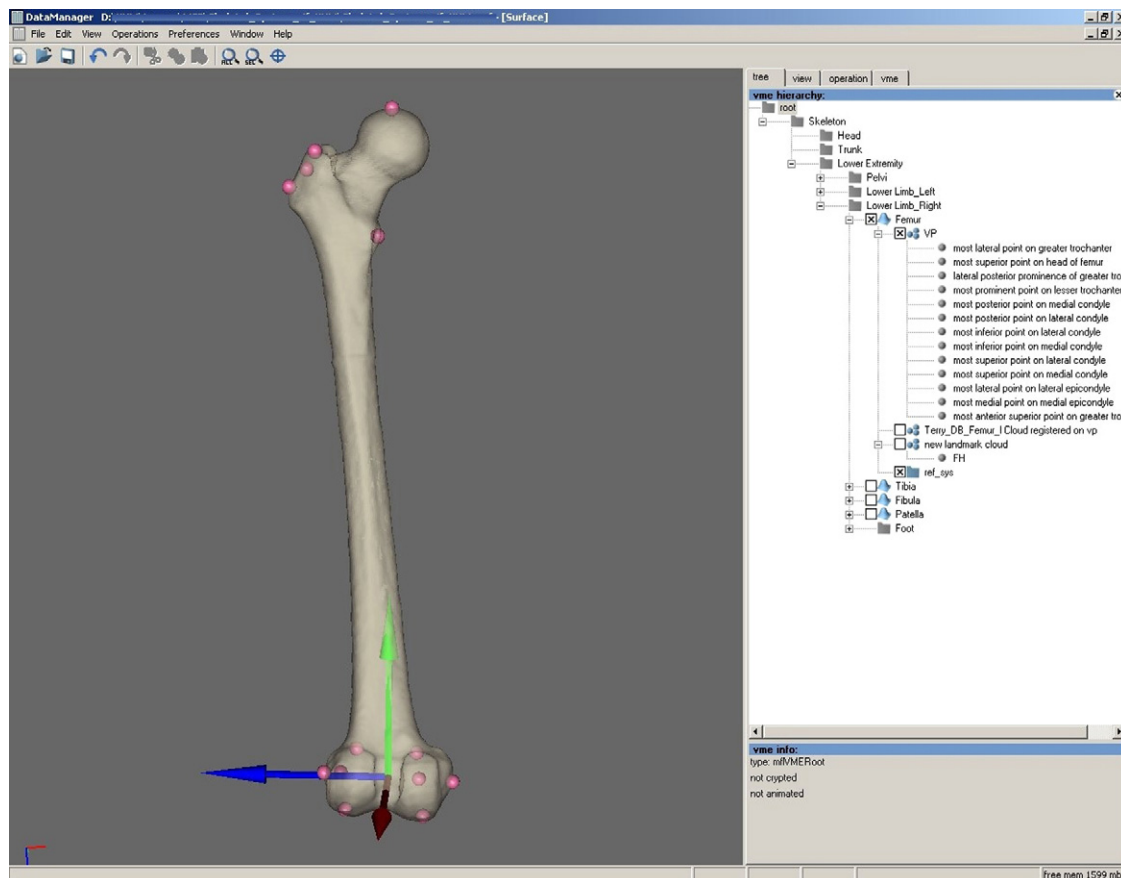 DataManager D: - [Surface]
File Edit View Operations Preferences Window Help
ALL SEL
tree view operation vme
vme hierarchy:
root
Skeleton
Head
Trunk
Lower Extremity
Pelvi
Lower Limb_Left
Lower Limb_Right
Femur
VP
most lateral point on greater trochanter
most superior point on head of femur
lateral posterior prominence of greater tro
most prominent point on lesser trochanter
most posterior point on medial condyle
most posterior point on lateral condyle
most inferior point on lateral condyle
most inferior point on medial condyle
most superior point on lateral condyle
most superior point on medial condyle
most lateral point on lateral epicondyle
most medial point on medial epicondyle
most anterior superior point on greater tro
Terry_DB_Femur_l Cloud registered on vp
new landmark cloud
FH
ref_sys
Tibia
Fibula
Patella
Foot
vme info:
type: mflVMERoot
not crypted
not animated
free mem 1599 mb